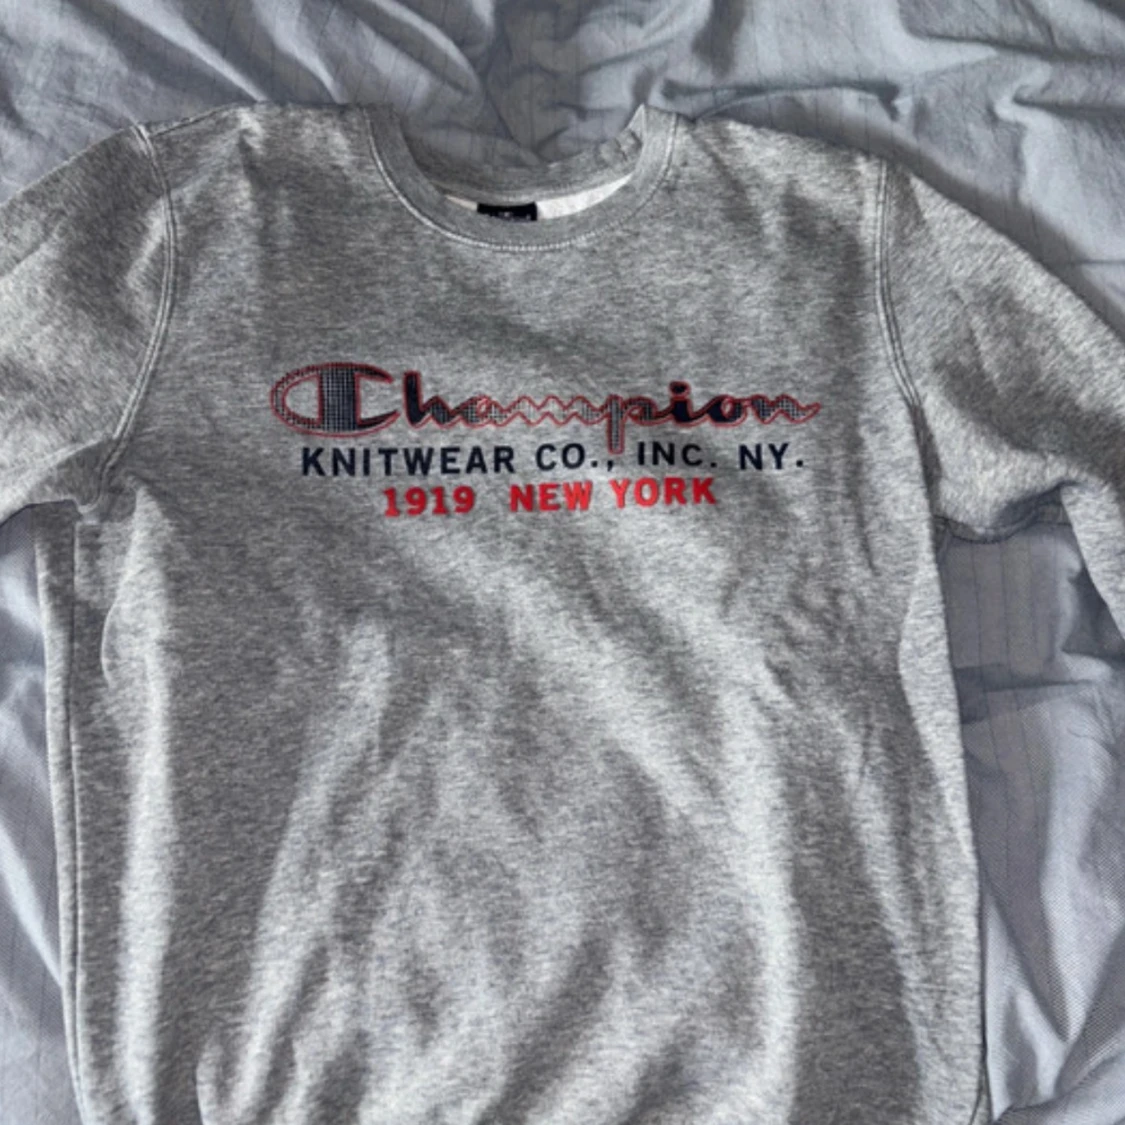 Champion
KNITWEAR CO., INC. NY.
1919 NEW YORK